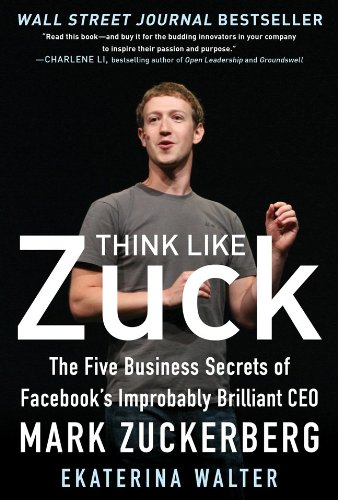 WALL STREET JOURNAL BESTSELLER
"Read this book—and buy it for the budding innovators in your company
to inspire their passion and purpose."
—CHARLENE LI, bestselling author of Open Leadership and Groundswell
THINK LIKE
Zuck
The Five Business Secrets of
Facebook's Improbably Brilliant CEO
MARK ZUCKERBERG
EKATERINA WALTER